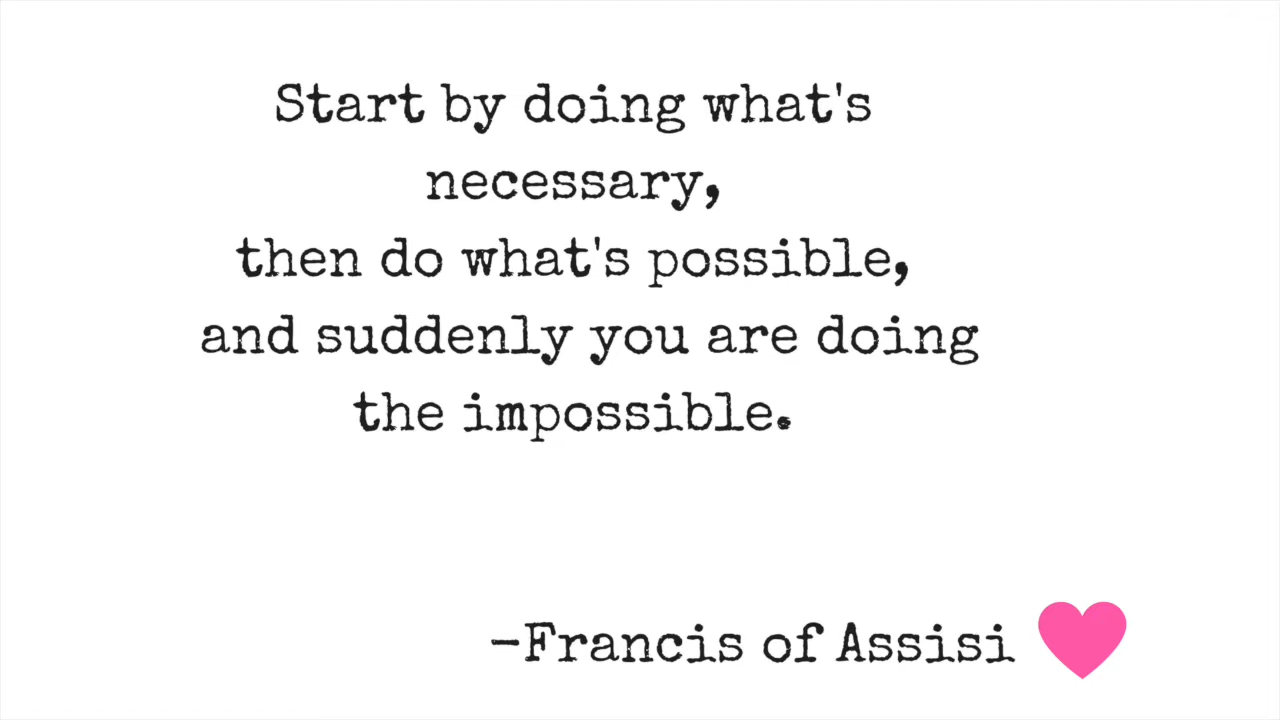 Start by doing what's
necessary,
then do what's possible,
and suddenly you are doing
the impossible.
-Francis of Assisi